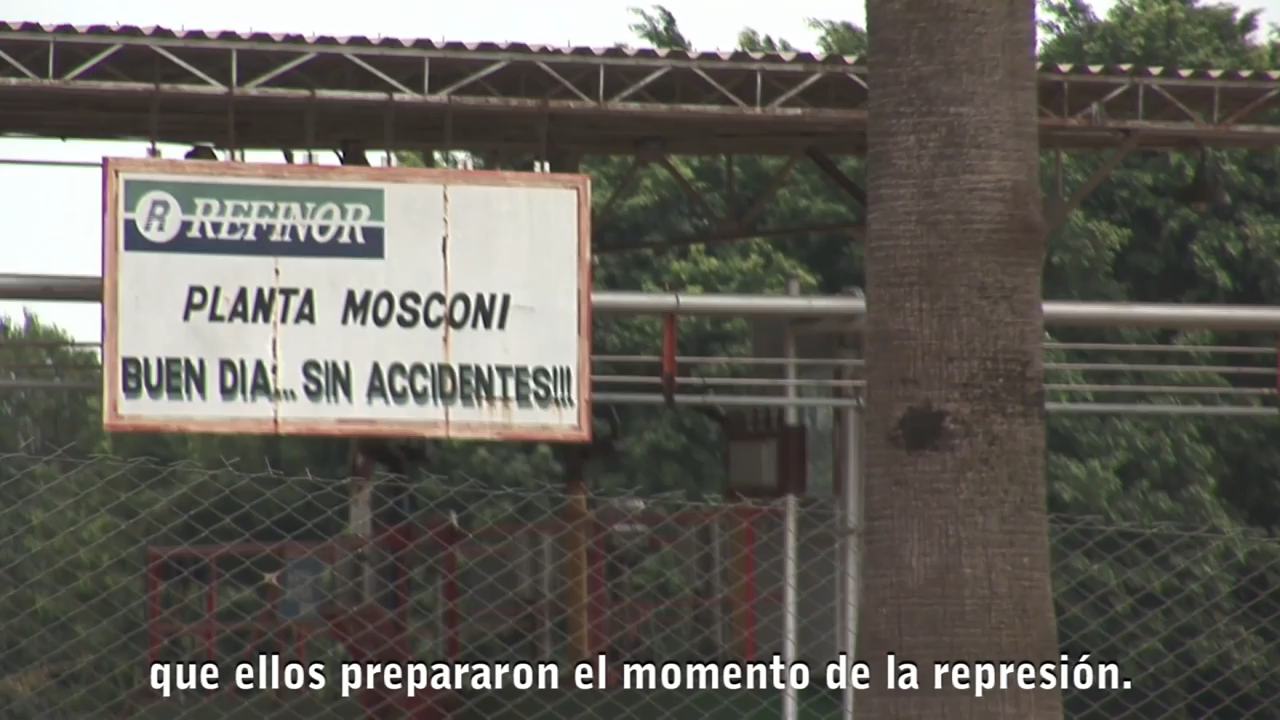 R REFINOR
PLANTA MOSCONI
BUEN DIA... SIN ACCIDENTES!!!
que ellos prepararon el momento de la represión.